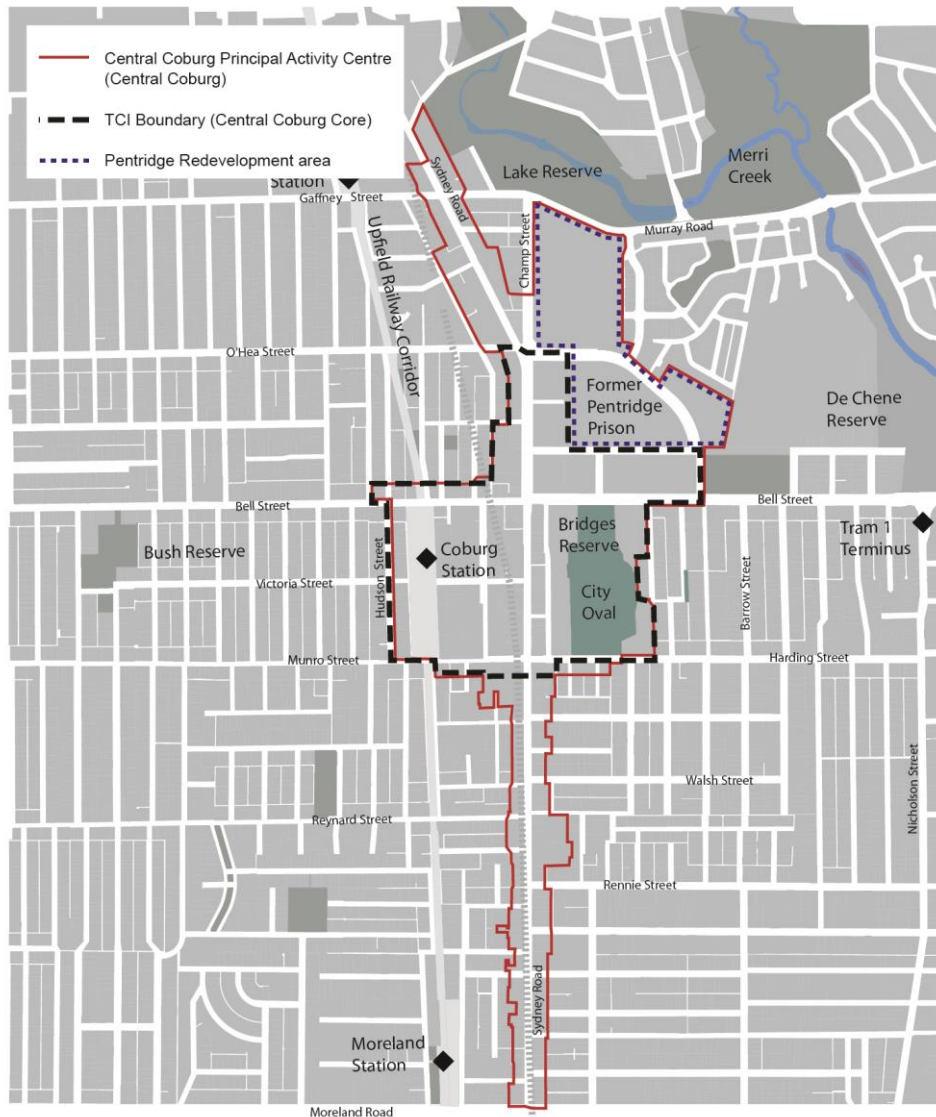 Central Coburg Principal Activity Centre
(Central Coburg)
TCI Boundary (Central Coburg Core)
Pentridge Redevelopment area
Station
Gaffney Street
Sydney Road
Lake Reserve
Merri
Creek
Murray Road
Champ Street
Upfield Railway Corridor
O'Hea Street
Former
Pentridge
Prison
De Chene
Reserve
Bell Street
Bell Street
Bush Reserve
Hudson Street
Coburg
Station
Bridges
Reserve
City
Oval
Tram 1
Terminus
Victoria Street
Barrow Street
Munro Street
Harding Street
Walsh Street
Nicholson Street
Reynard Street
Rennie Street
Sydney Road
Moreland
Station
Moreland Road